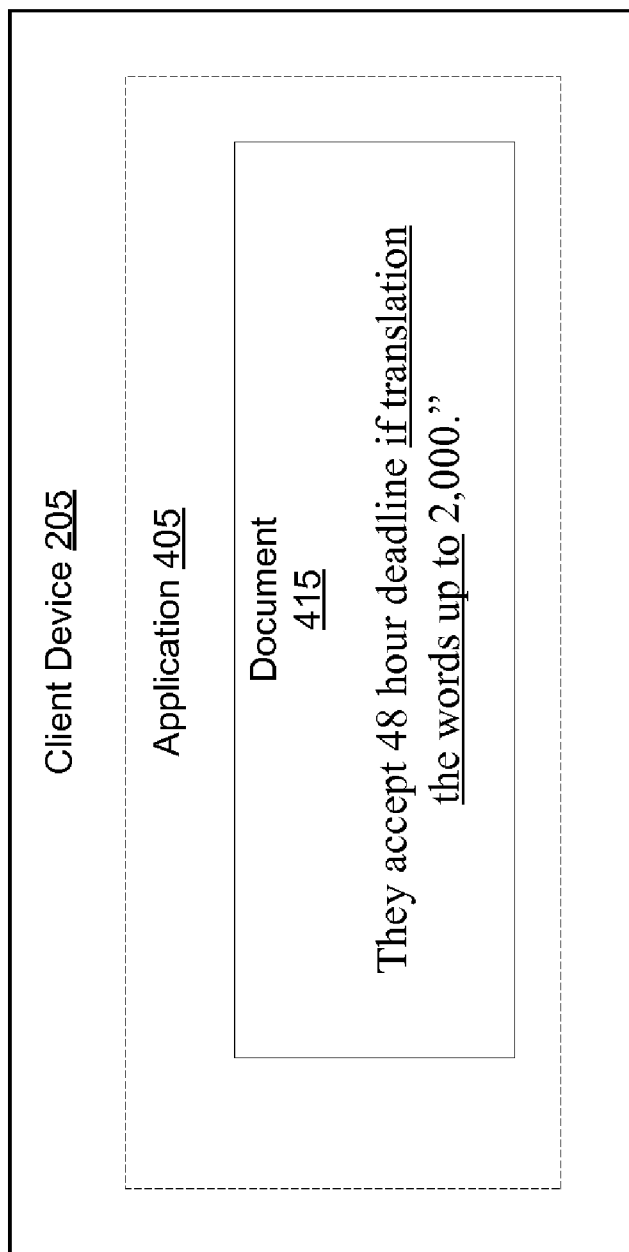 Client Device 205
Application 405
Document
415
They accept 48 hour deadline if translation
the words up to 2,000.”